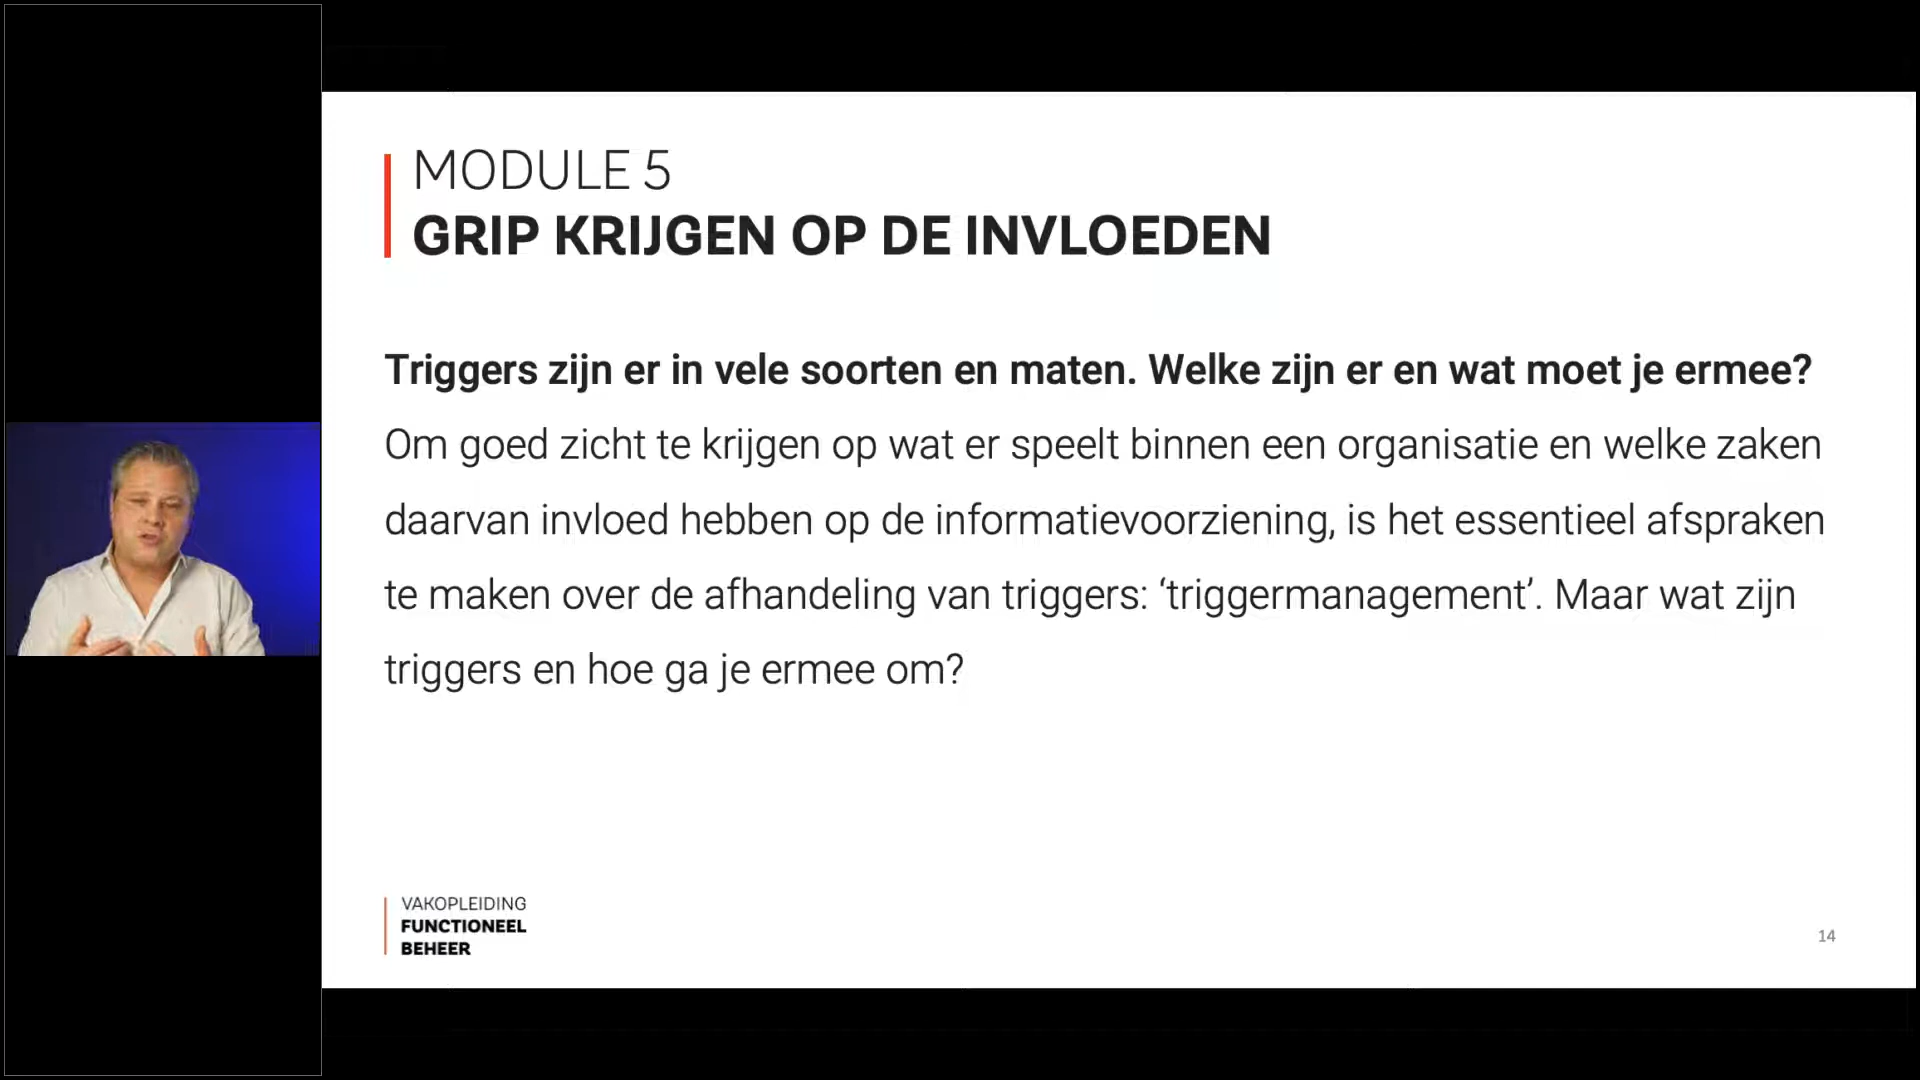 MODULE 5
GRIP KRIJGEN OP DE INVLOEDEN
Triggers zijn er in vele soorten en maten. Welke zijn er en wat moet je ermee?
Om goed zicht te krijgen op wat er speelt binnen een organisatie en welke zaken
daarvan invloed hebben op de informatievoorziening, is het essentieel afspraken
te maken over de afhandeling van triggers: ‘triggermanagement’. Maar wat zijn
triggers en hoe ga je ermee om?
VAKOPLEIDING
FUNCTIONEEL
BEHEER
14